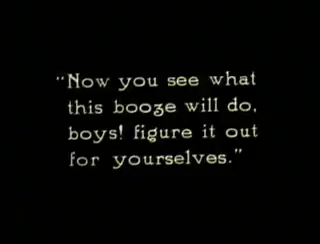 "Now you see what
this booze will do,
boys! figure it out
for yourselves."